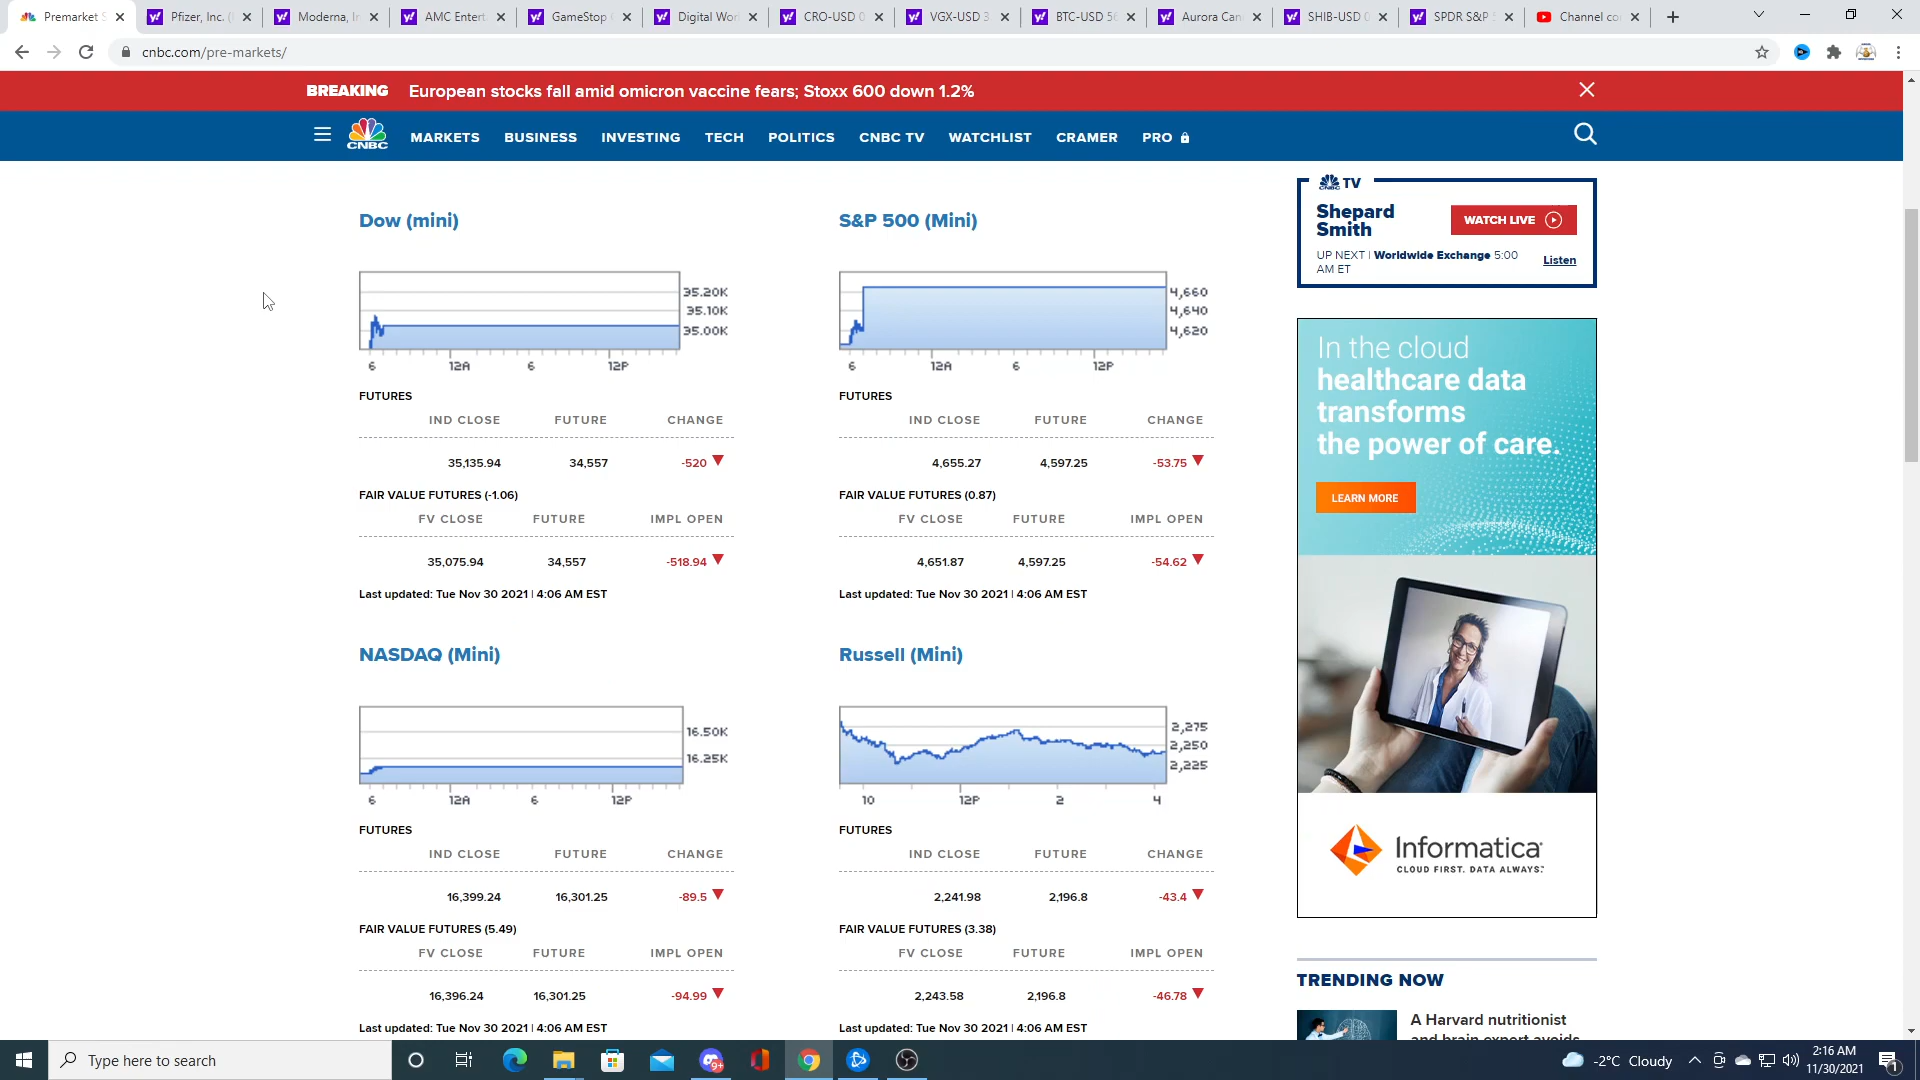 Premarket S
Pfizer, Inc. (
Moderna, I
AMC Entert
GameStop
Digital Wor
CRO-USD 0
VGX-USD 3
BTC-USD 56
Aurora Can
SHIB-USD 0
SPDR S&P 5
Channel co
cnbc.com/pre-markets/
BREAKING European stocks fall amid omicron vaccine fears; Stoxx 600 down 1.2%
CNBC
MARKETS BUSINESS INVESTING TECH POLITICS CNBC TV WATCHLIST CRAMER PRO
Dow (mini)
35.20K
35.10K
35.00K
6 12A 6 12P
FUTURES
IND CLOSE FUTURE CHANGE
35,135.94 34,557 -520
FAIR VALUE FUTURES (-1.06)
FV CLOSE FUTURE IMPL OPEN
35,075.94 34,557 -518.94
Last updated: Tue Nov 30 2021 | 4:06 AM EST
S&P 500 (Mini)
4,660
4,640
4,620
6 12A 6 12P
FUTURES
IND CLOSE FUTURE CHANGE
4,655.27 4,597.25 -53.75
FAIR VALUE FUTURES (0.87)
FV CLOSE FUTURE IMPL OPEN
4,651.87 4,597.25 -54.62
Last updated: Tue Nov 30 2021 | 4:06 AM EST
NASDAQ (Mini)
16.50K
16.25K
6 12A 6 12P
FUTURES
IND CLOSE FUTURE CHANGE
16,399.24 16,301.25 -89.5
FAIR VALUE FUTURES (5.49)
FV CLOSE FUTURE IMPL OPEN
16,396.24 16,301.25 -94.99
Last updated: Tue Nov 30 2021 | 4:06 AM EST
Russell (Mini)
2,275
2,250
2,225
10 12P 2 4
FUTURES
IND CLOSE FUTURE CHANGE
2,241.98 2,196.8 -43.4
FAIR VALUE FUTURES (3.38)
FV CLOSE FUTURE IMPL OPEN
2,243.58 2,196.8 -46.78
Last updated: Tue Nov 30 2021 | 4:06 AM EST
CNBC TV
Shepard
Smith
WATCH LIVE
UP NEXT | Worldwide Exchange 5:00
AM ET
Listen
In the cloud
healthcare data
transforms
the power of care.
LEARN MORE
Informatica
CLOUD FIRST. DATA ALWAYS.™
TRENDING NOW
A Harvard nutritionist
and brain expert avoids
Type here to search
9+
-2°C Cloudy
2:16 AM
11/30/2021
1